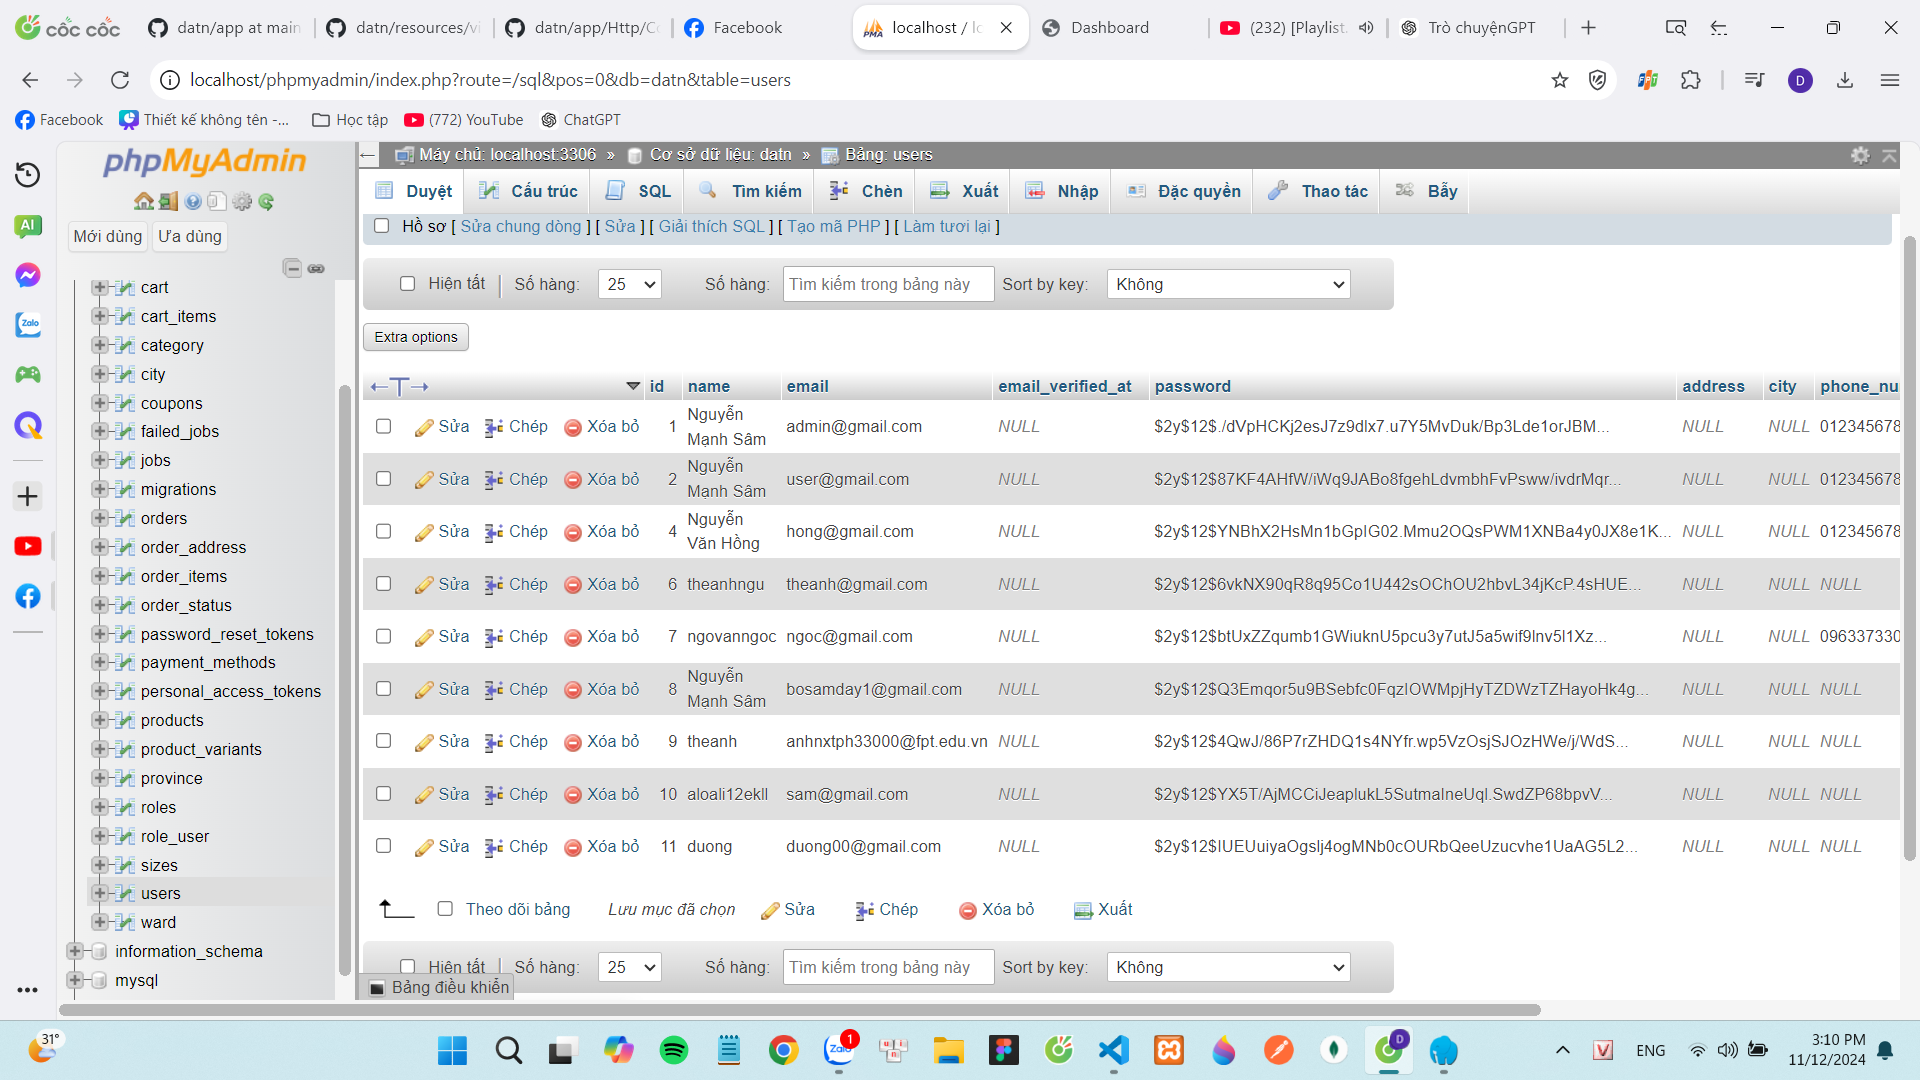 cốc cốc
datn/app at main
datn/resources/vi
datn/app/Http/Co
Facebook
localhost / lo
Dashboard
(232) [Playlist.
Trò chuyệnGPT
localhost/phpmyadmin/index.php?route=/sql&pos=0&db=datn&table=users
D
Facebook
Thiết kế không tên -...
Học tập
(772) YouTube
ChatGPT
phpMyAdmin
Mới dùng
Ưa dùng
cart
cart_items
category
city
coupons
failed_jobs
jobs
migrations
orders
order_address
order_items
order_status
password_reset_tokens
payment_methods
personal_access_tokens
products
product_variants
province
roles
role_user
sizes
users
ward
information_schema
mysql
Máy chủ: localhost:3306 » Cơ sở dữ liệu: datn » Bảng: users
Duyệt Cấu trúc SQL Tìm kiếm Chèn Xuất Nhập Đặc quyền Thao tác Bẫy
Hồ sơ [ Sửa chung dòng ] [ Sửa ] [ Giải thích SQL ] [ Tạo mã PHP ] [ Làm tươi lại ]
Hiện tất | Số hàng: 25 Số hàng: Tìm kiếm trong bảng này Sort by key: Không
Extra options
id name email email_verified_at password address city phone_nu
Sửa Chép Xóa bỏ 1 Nguyễn Mạnh Sâm admin@gmail.com NULL $2y$12$./dVpHCKj2esJ7z9dlx7.u7Y5MvDuk/Bp3Lde1orJBM... NULL NULL 012345678
Sửa Chép Xóa bỏ 2 Nguyễn Mạnh Sâm user@gmail.com NULL $2y$12$87KF4AHfW/iWq9JABo8fgehLdvmbhFvPsww/ivdrMqr... NULL NULL 012345678
Sửa Chép Xóa bỏ 4 Nguyễn Văn Hồng hong@gmail.com NULL $2y$12$YNBhX2HsMn1bGpIG02.Mmu2OQsPWM1XNBa4y0JX8e1K... NULL NULL 012345678
Sửa Chép Xóa bỏ 6 theanhngu theanh@gmail.com NULL $2y$12$6vkNX90qR8q95Co1U442sOChOU2hbvL34jKcP.4sHUE... NULL NULL NULL
Sửa Chép Xóa bỏ 7 ngovanngoc ngoc@gmail.com NULL $2y$12$btUxZZqumb1GWiuknU5pcu3y7utJ5a5wif9lnv5l1Xz... NULL NULL 096337330
Sửa Chép Xóa bỏ 8 Nguyễn Mạnh Sâm bosamday1@gmail.com NULL $2y$12$Q3Emqor5u9BSebfc0FqzIOWMpjHyTZDWzTZHayoHk4g... NULL NULL NULL
Sửa Chép Xóa bỏ 9 theanh anhnxtph33000@fpt.edu.vn NULL $2y$12$4QwJ/86P7rZHDQ1s4NYfr.wp5VzOsjSJOzHWe/j/WdS... NULL NULL NULL
Sửa Chép Xóa bỏ 10 aloali12ekll sam@gmail.com NULL $2y$12$YX5T/AjMCCiJeaplukL5SutmaIneUqI.SwdZP68bpvV... NULL NULL NULL
Sửa Chép Xóa bỏ 11 duong duong00@gmail.com NULL $2y$12$IUEUuiyaOgslj4ogMNb0cOURbQeeUzucvhe1UaAG5L2... NULL NULL NULL
Theo dõi bảng Lưu mục đã chọn Sửa Chép Xóa bỏ Xuất
Hiện tất | Số hàng: 25 Số hàng: Tìm kiếm trong bảng này Sort by key: Không
Bảng điều khiển
31°
Zalo
1
D
ENG
3:10 PM
11/12/2024